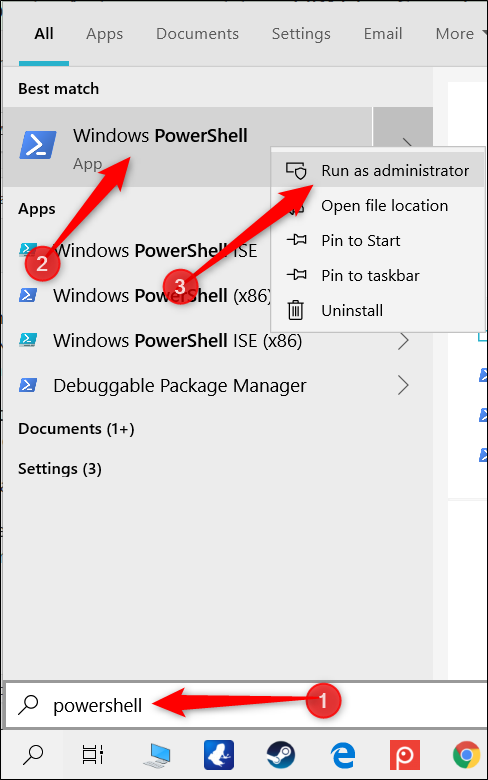 All Apps Documents Settings Email More
Best match
Windows PowerShell
App
Run as administrator
Apps
Open file location
Windows PowerShell ISE
Pin to Start
Pin to taskbar
Windows PowerShell (x86)
Uninstall
Windows PowerShell ISE (x86)
Debuggable Package Manager
Documents (1+)
Settings (3)
powershell
1
2
3